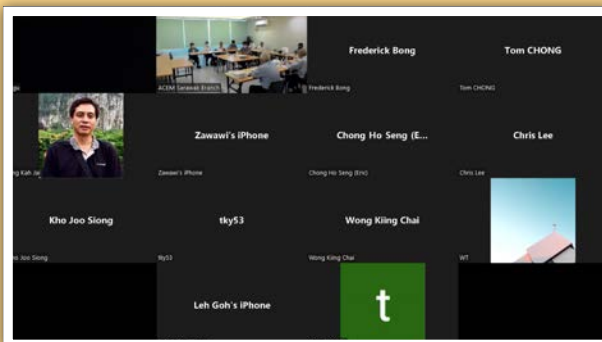 ACEM Sarawak Branch
Frederick Bong
Frederick Bong
Tom CHONG
Tom CHONG
Zawawi's iPhone
Zawawi's iPhone
Chong Ho Seng (E...
Chong Ho Seng (Eric)
Chris Lee
Chris Lee
Kho Joo Siong
Joo Siong
tky53
tky53
Wong Kiing Chai
Wong Kiing Chai
WT
Leh Goh's iPhone
t